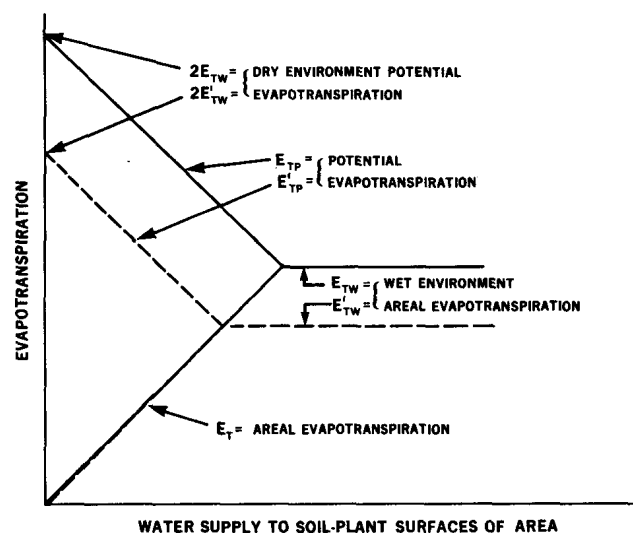 2E_TW = { DRY ENVIRONMENT POTENTIAL
2E'_TW = { EVAPOTRANSPIRATION
E_TP = { POTENTIAL
E'_TP = { EVAPOTRANSPIRATION
E_TW = { WET ENVIRONMENT
E'_TW = { AREAL EVAPOTRANSPIRATION
E_T = AREAL EVAPOTRANSPIRATION
EVAPOTRANSPIRATION
WATER SUPPLY TO SOIL-PLANT SURFACES OF AREA